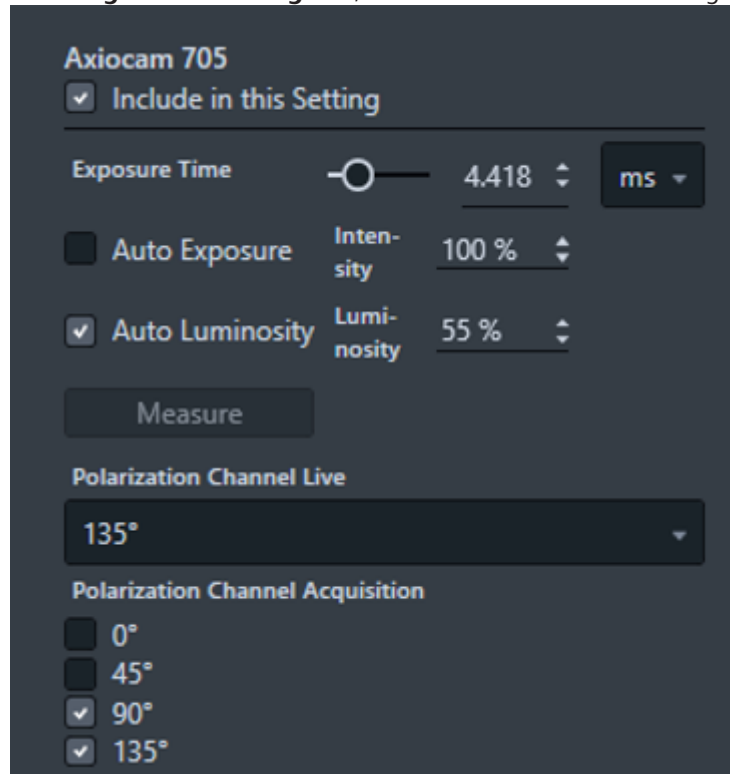 Axiocam 705
Include in this Setting
Exposure Time 4.418 ms
Auto Exposure Inten-
sity 100 %
Auto Luminosity Lumi-
nosity 55 %
Measure
Polarization Channel Live
135°
Polarization Channel Acquisition
0°
45°
90°
135°